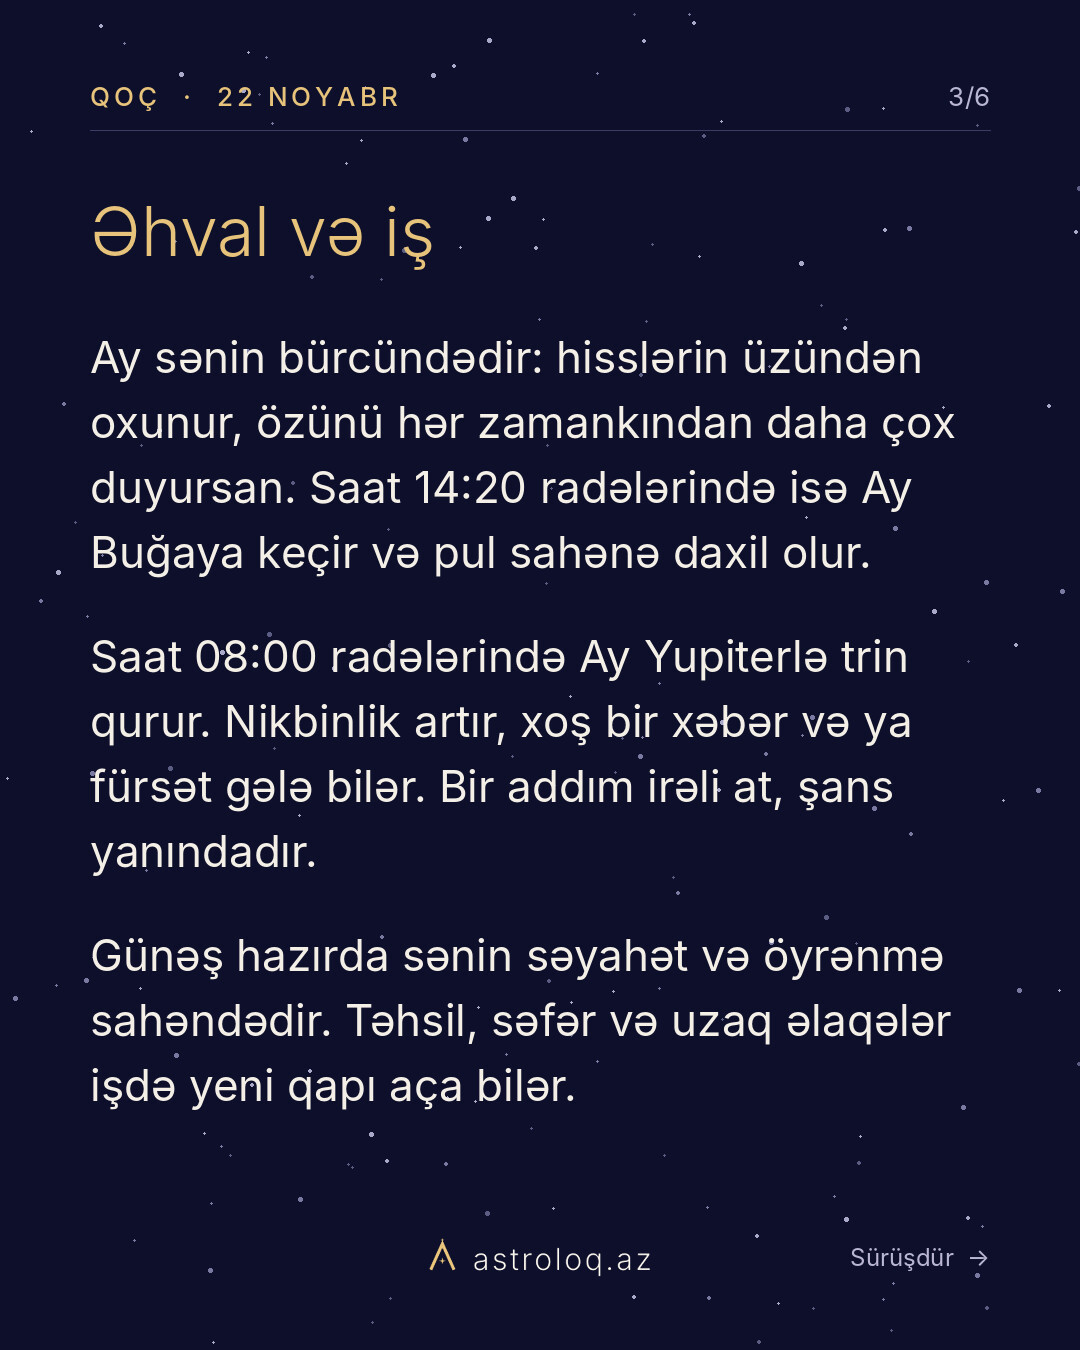 QOÇ · 22 NOYABR
3/6
Əhval və iş
Ay sənin bürcündədir: hisslərin üzündən
oxunur, özünü hər zamankından daha çox
duyursan. Saat 14:20 radələrində isə Ay
Buğaya keçir və pul sahənə daxil olur.
Saat 08:00 radələrində Ay Yupiterlə trin
qurur. Nikbinlik artır, xoş bir xəbər və ya
fürsət gələ bilər. Bir addım irəli at, şans
yanındadır.
Günəş hazırda sənin səyahət və öyrənmə
sahəndədir. Təhsil, səfər və uzaq əlaqələr
işdə yeni qapı aça bilər.
astroloq.az
Sürüşdür →